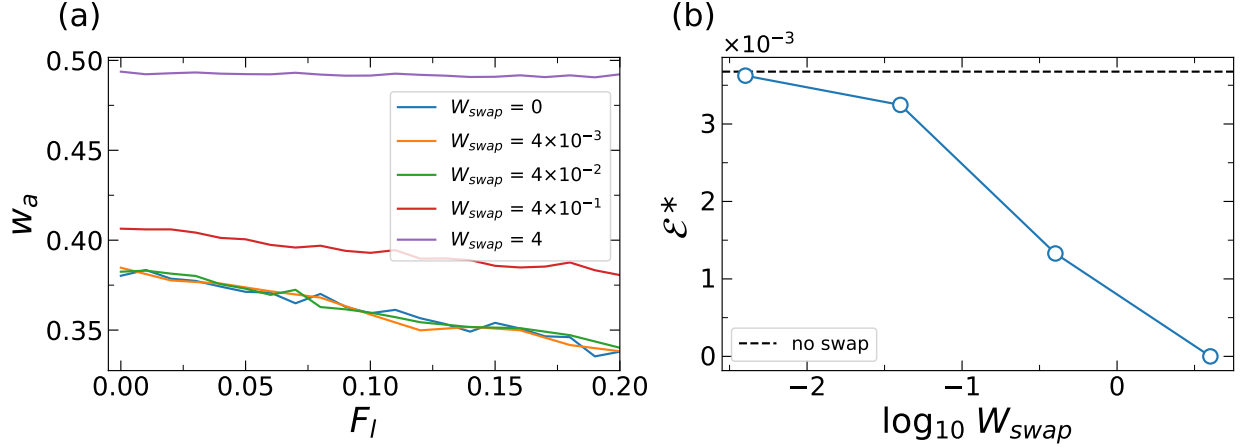 (a)
0.50
0.45
0.40
0.35
w_a
W_swap = 0
W_swap = 4×10⁻³
W_swap = 4×10⁻²
W_swap = 4×10⁻¹
W_swap = 4
0.00 0.05 0.10 0.15 0.20
F_l
(b)
×10⁻³
3
2
1
0
ℰ*
no swap
−2 −1 0
log₁₀ W_swap